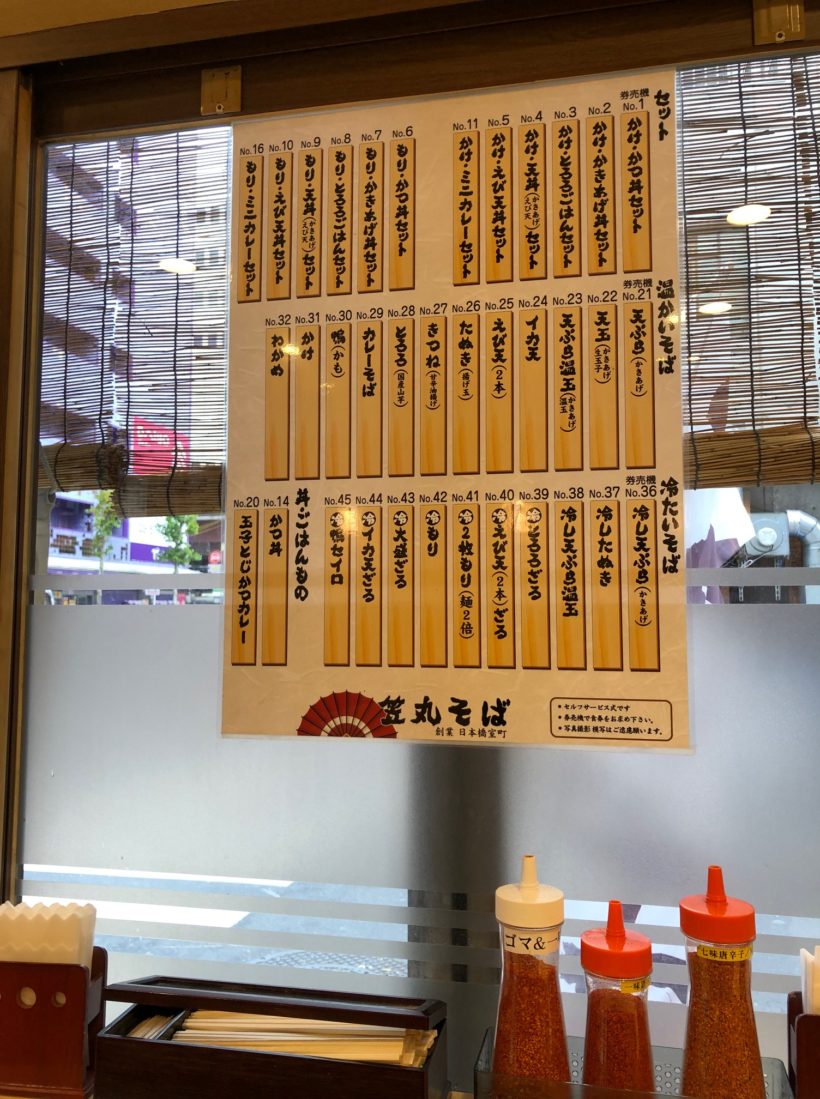 セット
券売機
No.1
かけ・かつ丼セット
No.2
かけ・かきあげ丼セット
No.3
かけ・とろろごはんセット
No.4
かけ・天丼(かきあげ えび天)セット
No.5
かけ・えび天丼セット
No.11
かけ・ミニカレーセット
No.6
もり・かつ丼セット
No.7
もり・かきあげ丼セット
No.8
もり・とろろごはんセット
No.9
もり・天丼(かきあげ えび天)セット
No.10
もり・えび天丼セット
No.16
もり・ミニカレーセット
温かいそば
券売機
No.21
天ぷら(かきあげ)
No.22
天玉(かきあげ 生玉子)
No.23
天ぷら温玉(かきあげ 温玉)
No.24
イカ天
No.25
えび天(2本)
No.26
たぬき(揚げ玉)
No.27
きつね(甘辛油揚げ)
No.28
とろろ(国産山芋)
No.29
カレーそば
No.30
鴨(かも)
No.31
かけ
No.32
わかめ
冷たいそば
券売機
No.36
冷し天ぷら(かきあげ)
No.37
冷したぬき
No.38
冷し天ぷら温玉
No.39
冷とろろざる
No.40
冷えび天(2本)ざる
No.41
冷2枚もり(麺2倍)
No.42
冷もり
No.43
冷大盛ざる
No.44
冷イカ天ざる
No.45
冷鴨セイロ
丼・ごはんもの
No.14
かつ丼
No.20
玉子とじかつカレー
笠丸そば
創業 日本橋室町
*セルフサービス式です
*券売機で食券をお求め下さい。
*写真撮影 模写はご遠慮願います。
ゴマ&一
一味
七味唐辛子